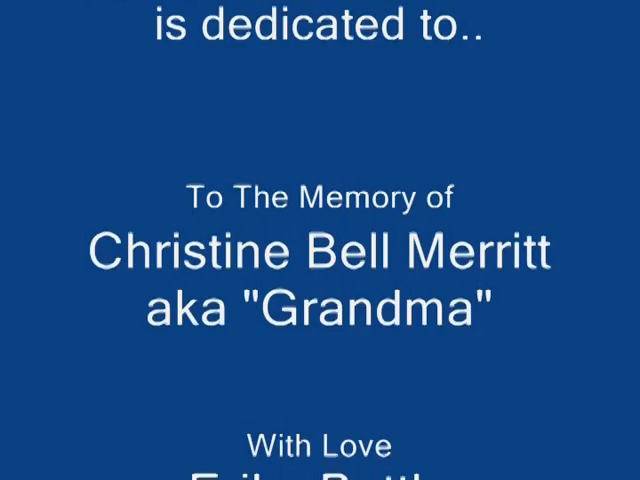 is dedicated to..
To The Memory of
Christine Bell Merritt
aka "Grandma"
With Love